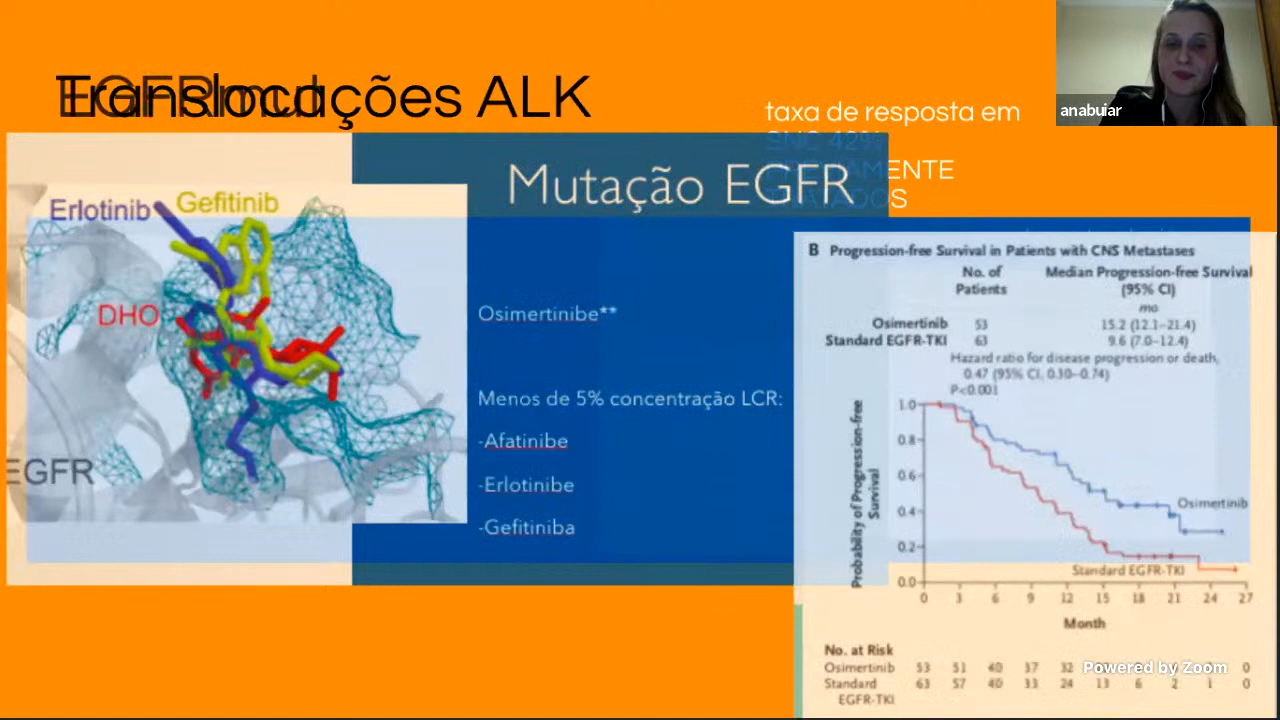 Translocações ALK
EGFRmut
anabuiar
taxa de resposta em
SNC 42%
Mutação EGFR
Erlotinib
Gefitinib
DHO
EGFR
Osimertinibe**
Menos de 5% concentração LCR:
-Afatinibe
-Erlotinibe
-Gefitiniba
B Progression-free Survival in Patients with CNS Metastases
No. of Patients
Median Progression-free Survival
(95% CI)
mo
Osimertinib 53 15.2 (12.1–21.4)
Standard EGFR-TKI 63 9.6 (7.0–12.4)
Hazard ratio for disease progression or death,
0.47 (95% CI, 0.30–0.74)
P<0.001
Probability of Progression-free
Survival
1.0
0.8
0.6
0.4
0.2
0.0
Osimertinib
Standard EGFR-TKI
0 3 6 9 12 15 18 21 24 27
Month
No. at Risk
Osimertinib 53 51 40 37 32 0
Standard 63 57 40 33 24 13 6 2 1 0
EGFR-TKI
Powered by Zoom